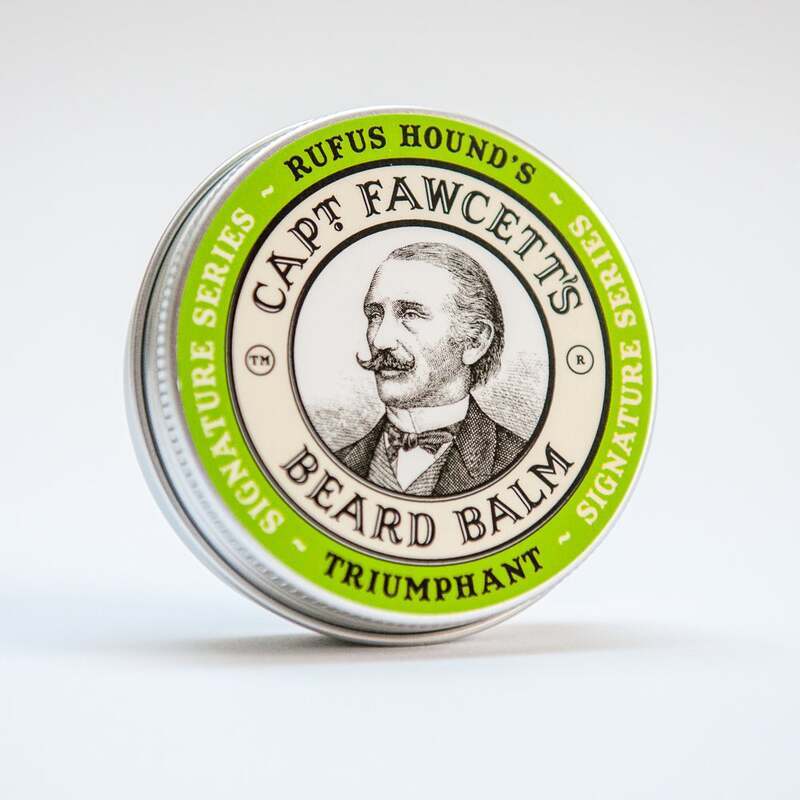 RUFUS HOUND'S
~ SIGNATURE SERIES ~
~ SIGNATURE SERIES ~
CAPT. FAWCETT'S
TM
R
BEARD BALM
TRIUMPHANT